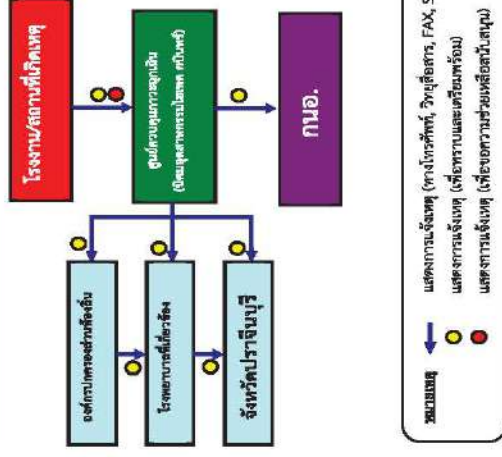 โรงงาน/สถานที่เกิดเหตุ
ศูนย์ควบคุมภาวะฉุกเฉิน
(นิคมอุตสาหกรรมไฮเทค กบินทร์)
กนอ.
องค์กรปกครองส่วนท้องถิ่น
โรงพยาบาลที่เกี่ยวข้อง
จังหวัดปราจีนบุรี
หมายเหตุ
แสดงการแจ้งเหตุ (ทางโทรศัพท์, วิทยุสื่อสาร, FAX,
แสดงการแจ้งเหตุ (เพื่อทราบและเตรียมพร้อม)
แสดงการแจ้งเหตุ (เพื่อขอความช่วยเหลือสนับสนุน)